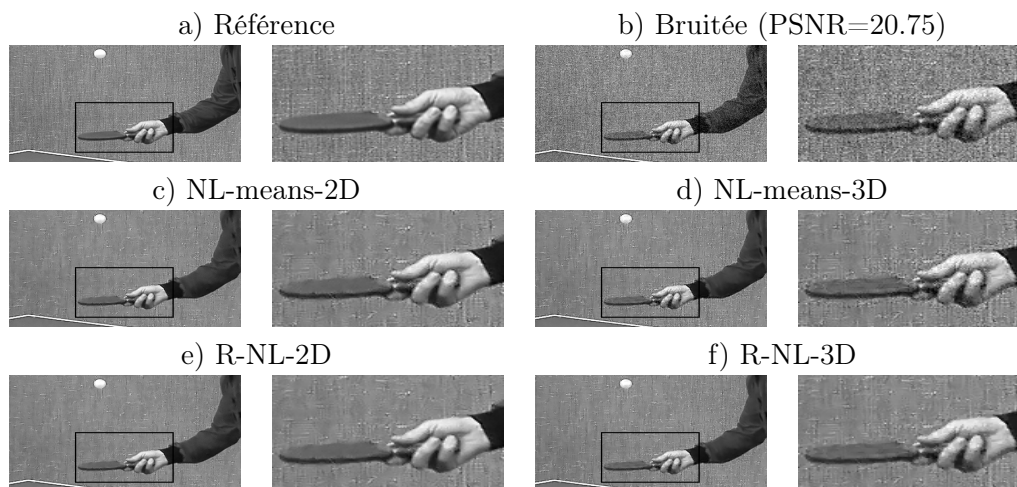 a) Référence
b) Bruitée (PSNR=20.75)
c) NL-means-2D
d) NL-means-3D
e) R-NL-2D
f) R-NL-3D